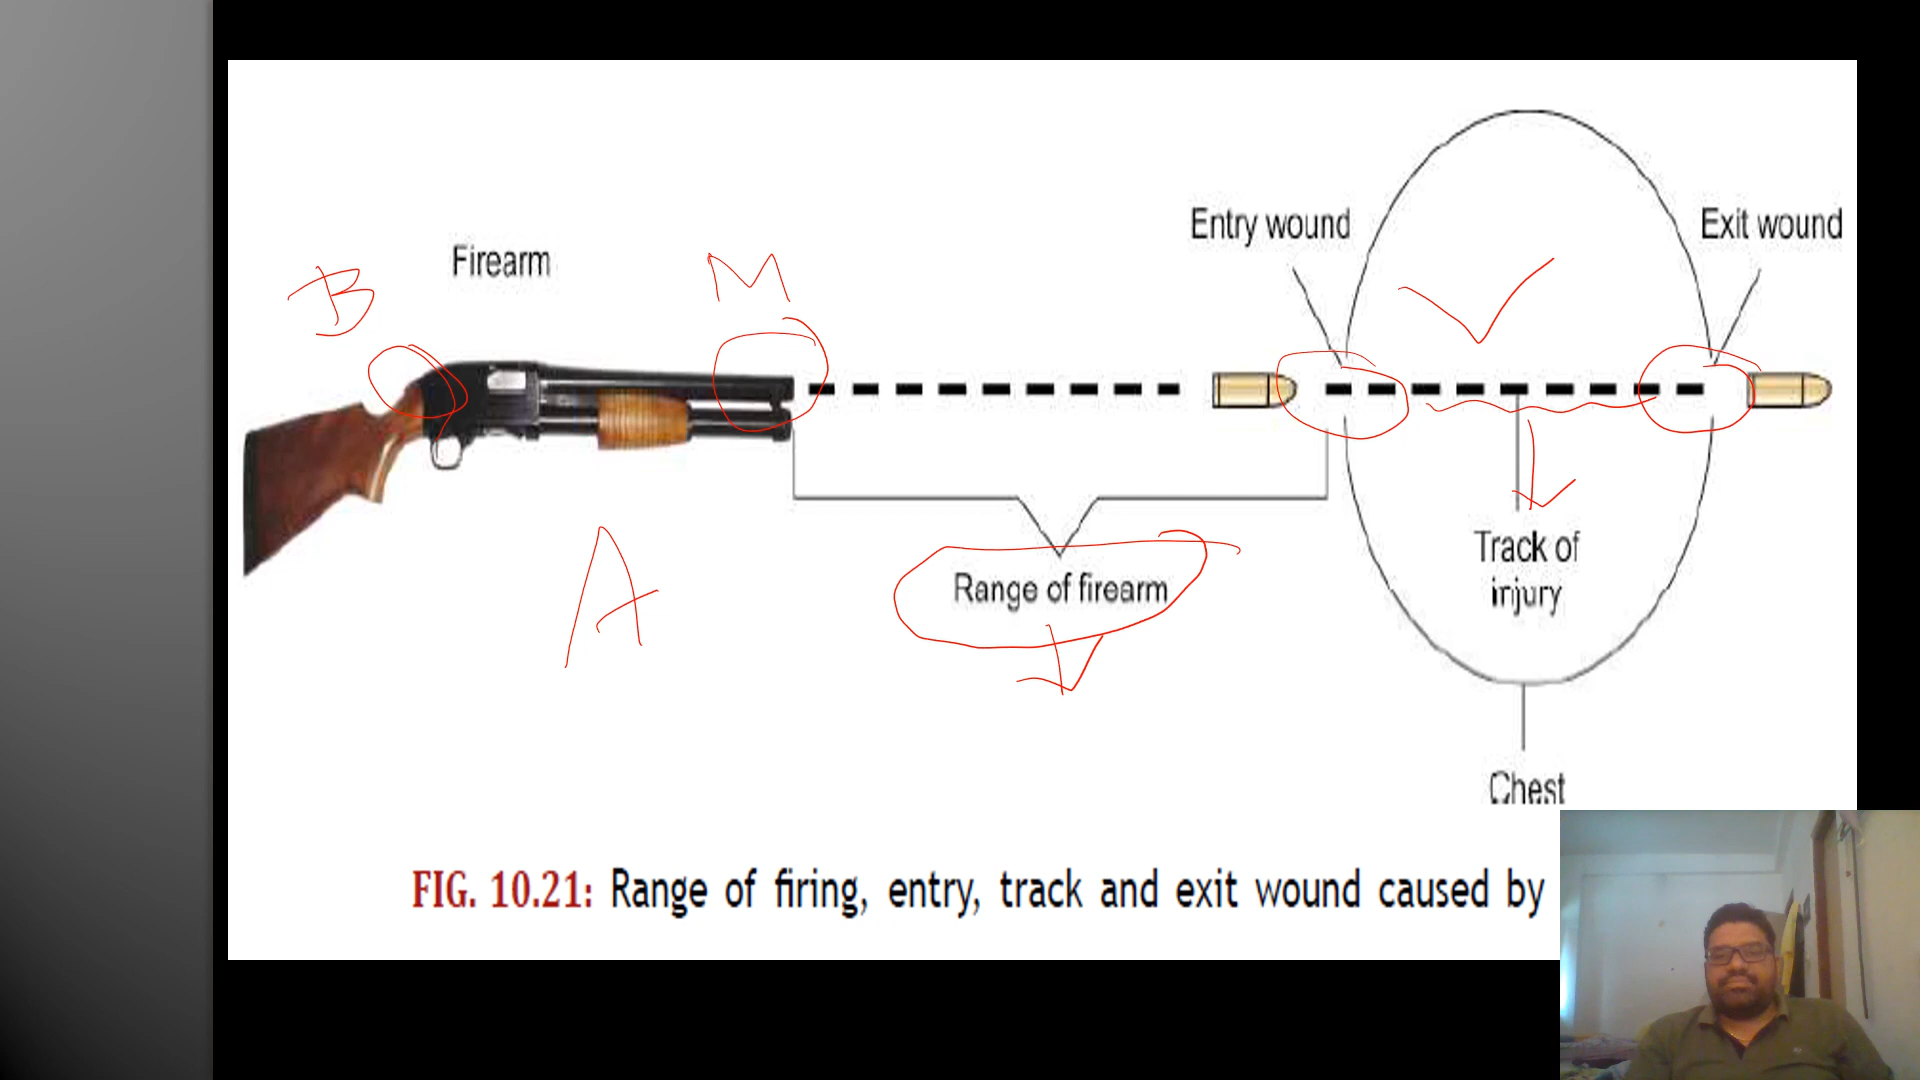 Entry wound
Exit wound
Firearm
B
M
A
Range of firearm
Track of
injury
Chest
FIG. 10.21: Range of firing, entry, track and exit wound caused by